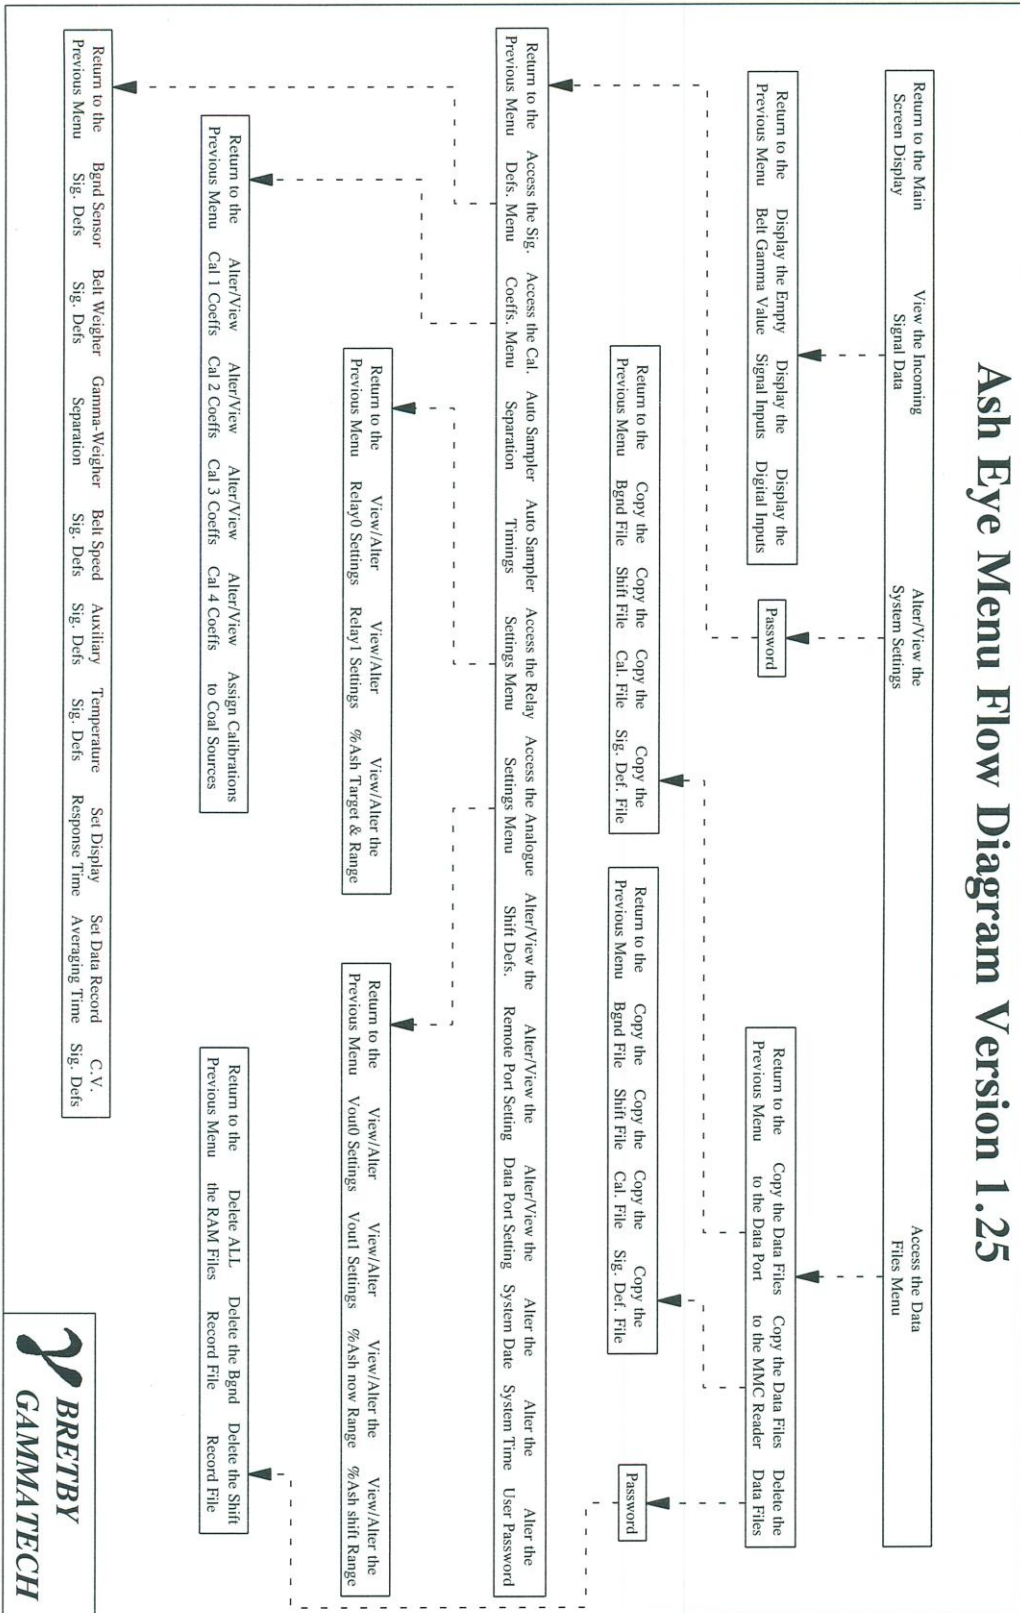 Ash Eye Menu Flow Diagram Version 1.25
Return to the Main
Screen Display
View the Incoming
Signal Data
Alter/View the
System Settings
Access the Data
Files Menu
Return to the
Previous Menu
Display the Empty
Belt Gamma Value
Display the
Signal Inputs
Display the
Digital Inputs
Password
Return to the
Previous Menu
Copy the Data Files
to the Data Port
Copy the Data Files
to the MMC Reader
Delete the
Data Files
Return to the
Previous Menu
Copy the
Bgnd File
Copy the
Shift File
Copy the
Cal. File
Copy the
Sig. Def. File
Return to the
Previous Menu
Copy the
Bgnd File
Copy the
Shift File
Copy the
Cal. File
Copy the
Sig. Def. File
Password
Return to the
Previous Menu
Access the Sig.
Defs. Menu
Access the Cal.
Coeffs. Menu
Auto Sampler
Separation
Auto Sampler
Timings
Access the Relay
Settings Menu
Access the Analogue
Settings Menu
Alter/View the
Shift Defs.
Alter/View the
Remote Port Setting
Alter/View the
Data Port Setting
Alter the
System Date
Alter the
System Time
Alter the
User Password
Return to the
Previous Menu
View/Alter
Relay0 Settings
View/Alter
Relay1 Settings
View/Alter the
%Ash Target & Range
Return to the
Previous Menu
View/Alter
Vout0 Settings
View/Alter
Vout1 Settings
View/Alter the
%Ash now Range
View/Alter the
%Ash shift Range
Return to the
Previous Menu
Alter/View
Cal 1 Coeffs
Alter/View
Cal 2 Coeffs
Alter/View
Cal 3 Coeffs
Alter/View
Cal 4 Coeffs
Assign Calibrations
to Coal Sources
Return to the
Previous Menu
Delete ALL
the RAM Files
Delete the Bgnd
Record File
Delete the Shift
Record File
Return to the
Previous Menu
Bgnd Sensor
Sig. Defs
Belt Weigher
Sig. Defs
Gamma-Weigher
Separation
Belt Speed
Sig. Defs
Auxiliary
Sig. Defs
Temperature
Sig. Defs
Set Display
Response Time
Set Data Record
Averaging Time
C.V.
Sig. Defs
γ BRETBY
GAMMATECH